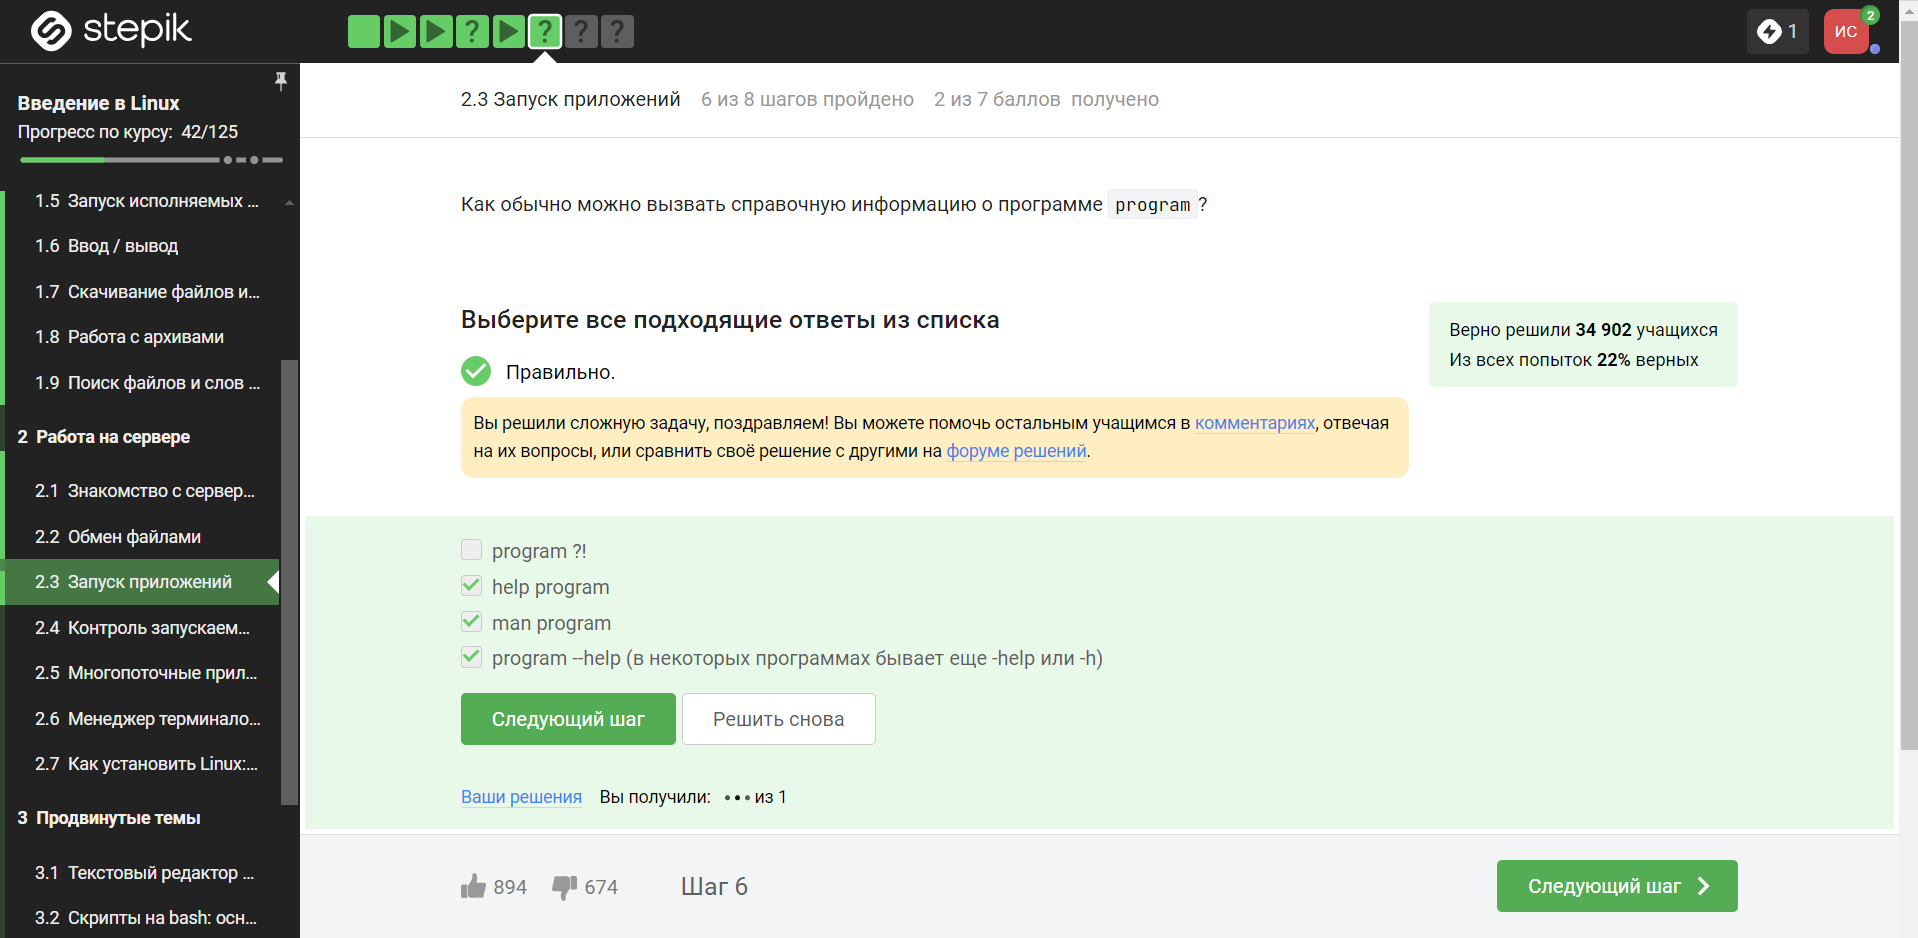 stepik
? ? ? ?
1
ИС
2
Введение в Linux
Прогресс по курсу: 42/125
1.5 Запуск исполняемых ...
1.6 Ввод / вывод
1.7 Скачивание файлов и...
1.8 Работа с архивами
1.9 Поиск файлов и слов ...
2 Работа на сервере
2.1 Знакомство с сервер...
2.2 Обмен файлами
2.3 Запуск приложений
2.4 Контроль запускаем...
2.5 Многопоточные прил...
2.6 Менеджер терминало...
2.7 Как установить Linux:...
3 Продвинутые темы
3.1 Текстовый редактор ...
3.2 Скрипты на bash: осн...
2.3 Запуск приложений 6 из 8 шагов пройдено 2 из 7 баллов получено
Как обычно можно вызвать справочную информацию о программе program ?
Выберите все подходящие ответы из списка
Правильно.
Вы решили сложную задачу, поздравляем! Вы можете помочь остальным учащимся в комментариях, отвечая
на их вопросы, или сравнить своё решение с другими на форуме решений.
Верно решили 34 902 учащихся
Из всех попыток 22% верных
program ?!
help program
man program
program --help (в некоторых программах бывает еще -help или -h)
Следующий шаг
Решить снова
Ваши решения Вы получили: ••• из 1
894 674 Шаг 6
Следующий шаг